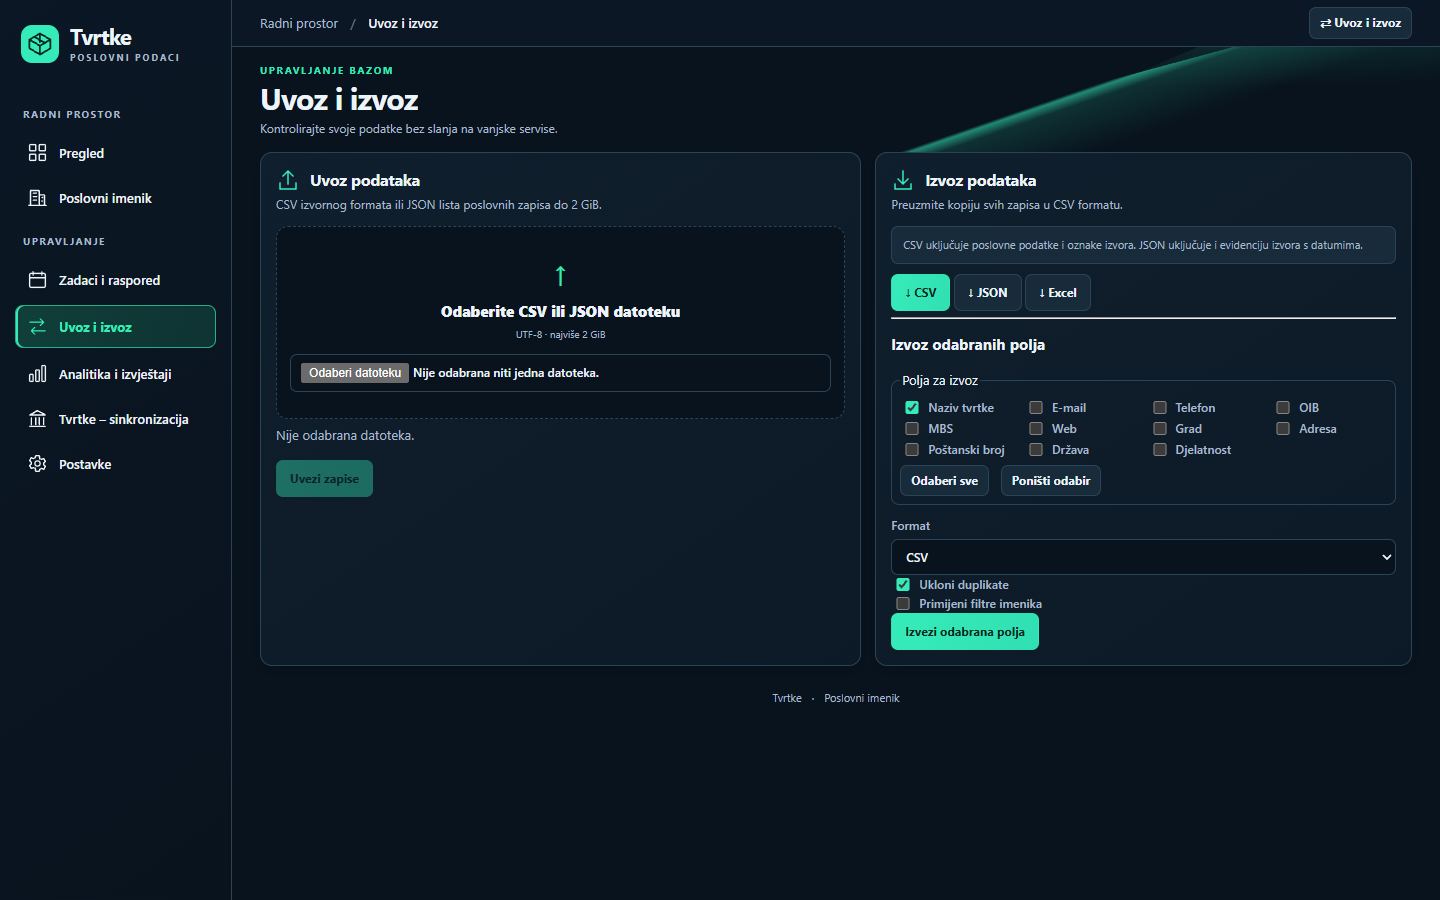 Tvrtke
POSLOVNI PODACI
RADNI PROSTOR
Pregled
Poslovni imenik
UPRAVLJANJE
Zadaci i raspored
Uvoz i izvoz
Analitika i izvještaji
Tvrtke – sinkronizacija
Postavke
Radni prostor / Uvoz i izvoz
⇄ Uvoz i izvoz
UPRAVLJANJE BAZOM
Uvoz i izvoz
Kontrolirajte svoje podatke bez slanja na vanjske servise.
Uvoz podataka
CSV izvornog formata ili JSON lista poslovnih zapisa do 2 GiB.
↑
Odaberite CSV ili JSON datoteku
UTF-8 · najviše 2 GiB
Odaberi datoteku Nije odabrana niti jedna datoteka.
Nije odabrana datoteka.
Uvezi zapise
Izvoz podataka
Preuzmite kopiju svih zapisa u CSV formatu.
CSV uključuje poslovne podatke i oznake izvora. JSON uključuje i evidenciju izvora s datumima.
↓ CSV ↓ JSON ↓ Excel
Izvoz odabranih polja
Polja za izvoz
Naziv tvrtke E-mail Telefon OIB
MBS Web Grad Adresa
Poštanski broj Država Djelatnost
Odaberi sve Poništi odabir
Format
CSV
Ukloni duplikate
Primijeni filtre imenika
Izvezi odabrana polja
Tvrtke · Poslovni imenik